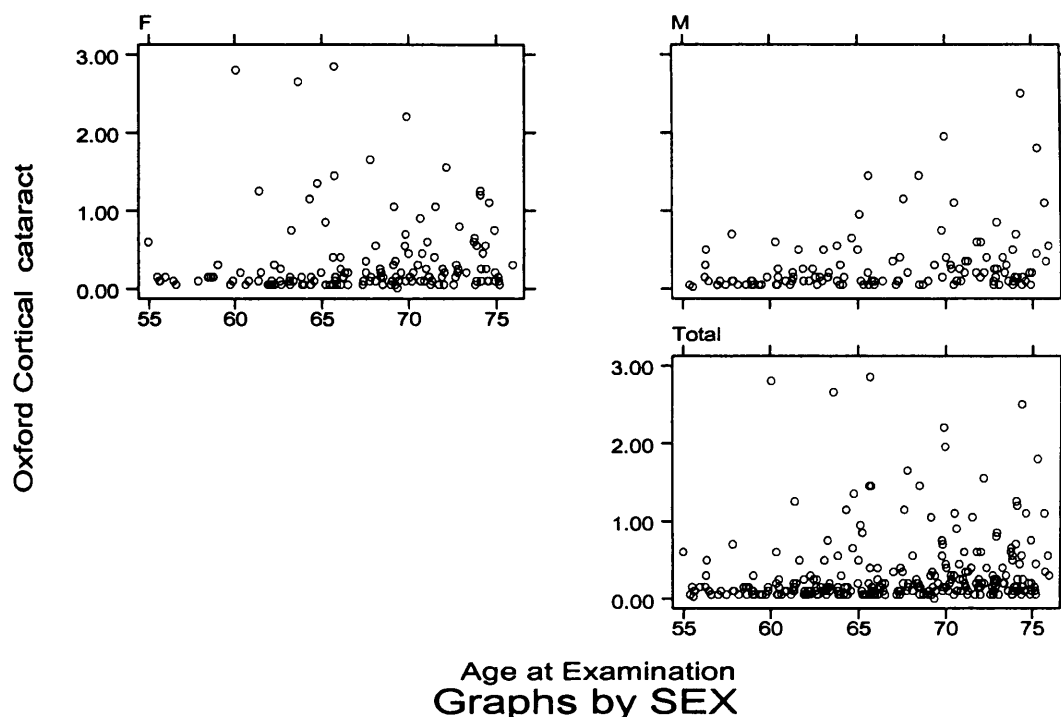 F
M
3.00
2.00
1.00
0.00
55 60 65 70 75
Total
3.00
2.00
1.00
0.00
55 60 65 70 75
Oxford Cortical cataract
Age at Examination
Graphs by SEX